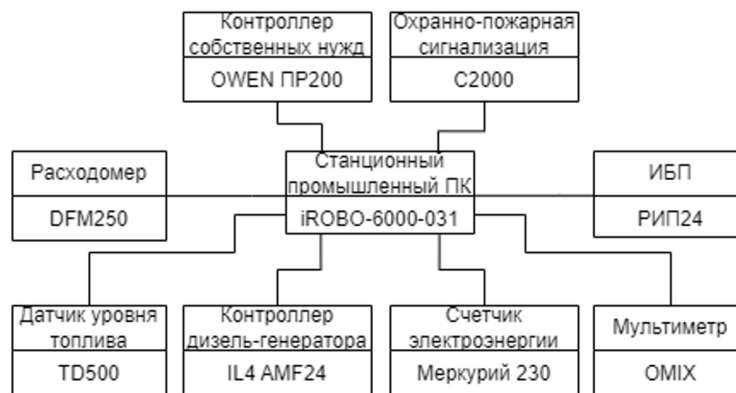 Контроллер
собственных нужд
OWEN ПР200
Охранно-пожарная
сигнализация
С2000
Расходомер
DFM250
Станционный
промышленный ПК
iROBO-6000-031
ИБП
РИП24
Датчик уровня
топлива
TD500
Контроллер
дизель-генератора
IL4 AMF24
Счетчик
электроэнергии
Меркурий 230
Мультиметр
OMIX